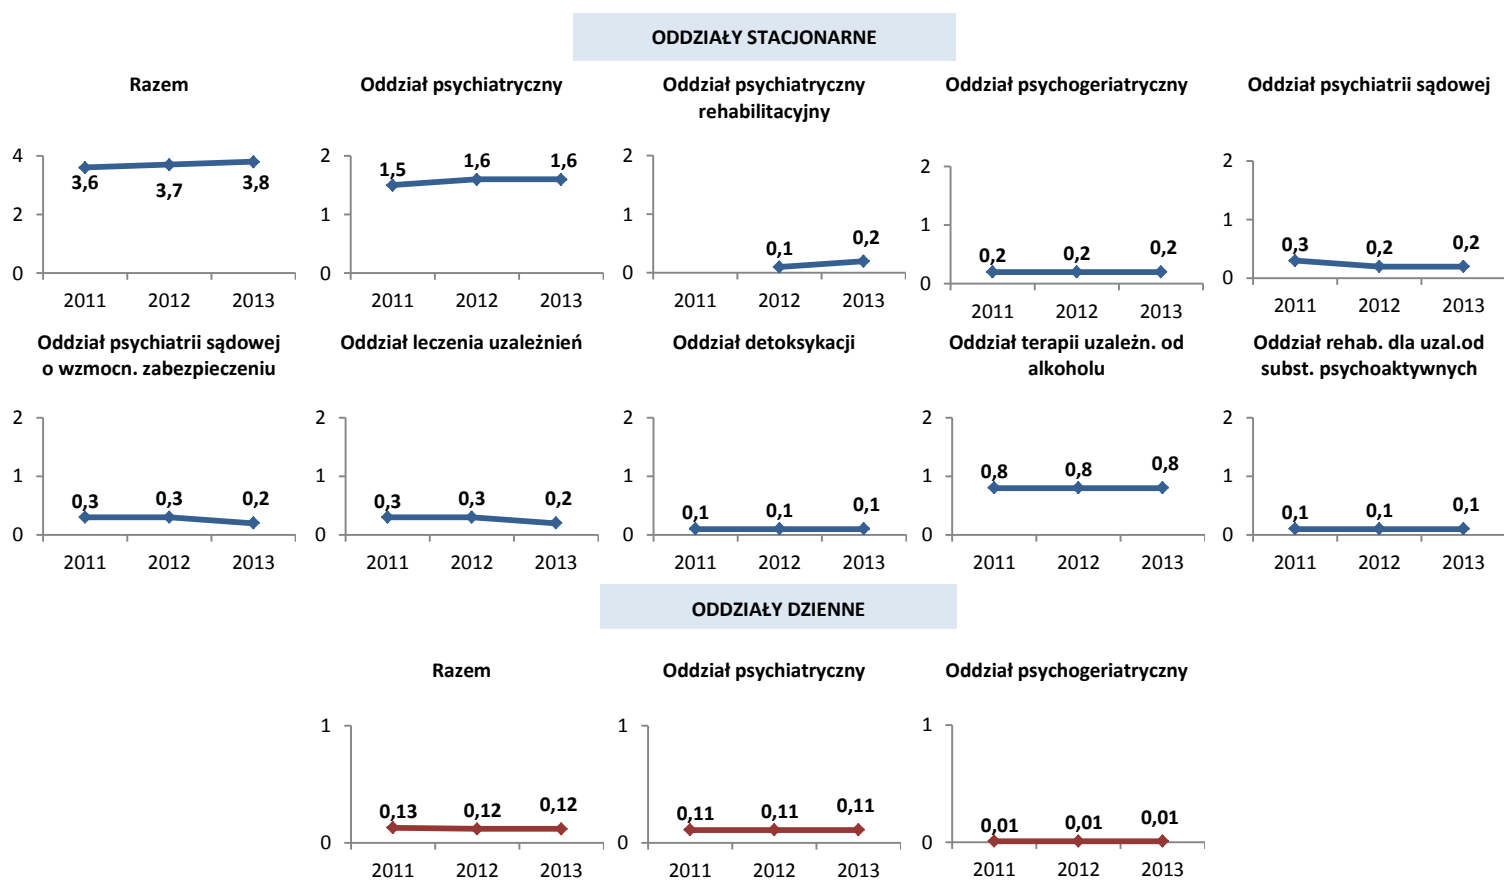 ODDZIAŁY STACJONARNE
Razem
4
2
0
3,6
3,7
3,8
2011 2012 2013
Oddział psychiatryczny
2
1
0
1,5
1,6
1,6
2011 2012 2013
Oddział psychiatryczny
rehabilitacyjny
2
1
0
0,1
0,2
2011 2012 2013
Oddział psychogeriatryczny
2
1
0
0,2
0,2
0,2
2011 2012 2013
Oddział psychiatrii sądowej
2
1
0
0,3
0,2
0,2
2011 2012 2013
Oddział psychiatrii sądowej
o wzmocn. zabezpieczeniu
2
1
0
0,3
0,3
0,2
2011 2012 2013
Oddział leczenia uzależnień
2
1
0
0,3
0,3
0,2
2011 2012 2013
Oddział detoksykacji
2
1
0
0,1
0,1
0,1
2011 2012 2013
Oddział terapii uzależn. od
alkoholu
2
1
0
0,8
0,8
0,8
2011 2012 2013
Oddział rehab. dla uzal.od
subst. psychoaktywnych
2
1
0
0,1
0,1
0,1
2011 2012 2013
ODDZIAŁY DZIENNE
Razem
1
0
0,13
0,12
0,12
2011 2012 2013
Oddział psychiatryczny
1
0
0,11
0,11
0,11
2011 2012 2013
Oddział psychogeriatryczny
1
0
0,01
0,01
0,01
2011 2012 2013